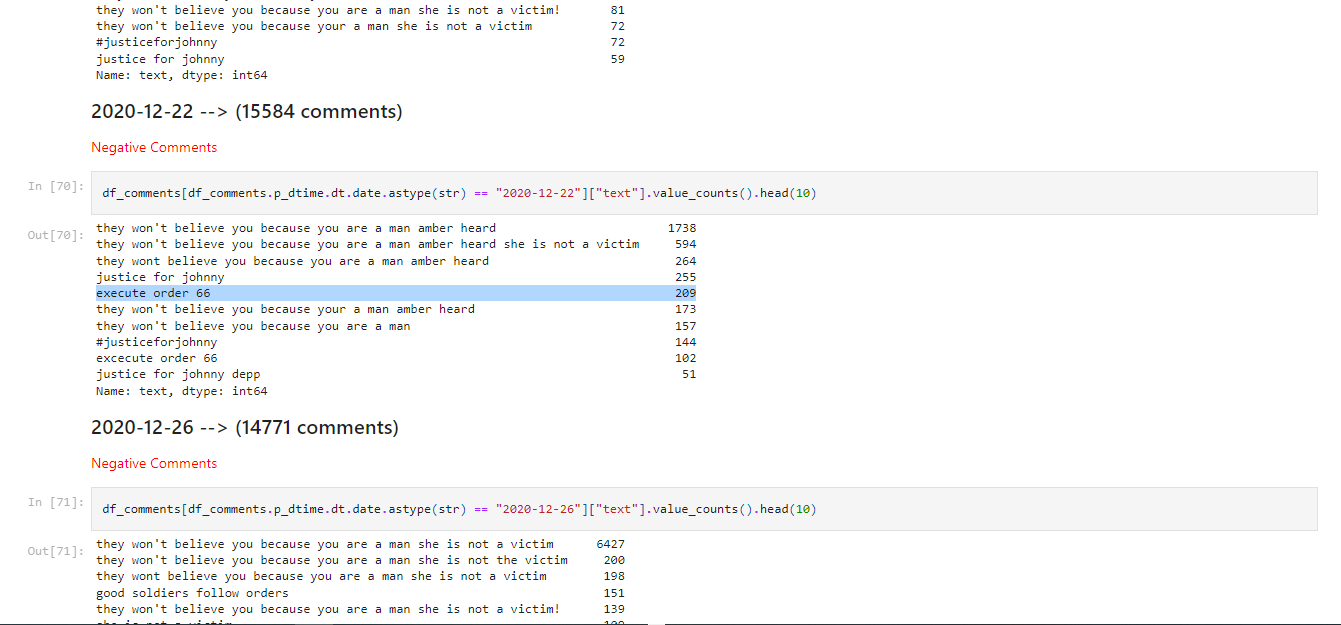 they won't believe you because you are a man she is not a victim! 81
they won't believe you because your a man she is not a victim 72
#justiceforjohnny 72
justice for johnny 59
Name: text, dtype: int64
2020-12-22 --> (15584 comments)
Negative Comments
In [70]: df_comments[df_comments.p_dtime.dt.date.astype(str) == "2020-12-22"]["text"].value_counts().head(10)
Out[70]: they won't believe you because you are a man amber heard 1738
they won't believe you because you are a man amber heard she is not a victim 594
they wont believe you because you are a man amber heard 264
justice for johnny 255
execute order 66 209
they won't believe you because your a man amber heard 173
they won't believe you because you are a man 157
#justiceforjohnny 144
excecute order 66 102
justice for johnny depp 51
Name: text, dtype: int64
2020-12-26 --> (14771 comments)
Negative Comments
In [71]: df_comments[df_comments.p_dtime.dt.date.astype(str) == "2020-12-26"]["text"].value_counts().head(10)
Out[71]: they won't believe you because you are a man she is not a victim 6427
they won't believe you because you are a man she is not the victim 200
they wont believe you because you are a man she is not a victim 198
good soldiers follow orders 151
they won't believe you because you are a man she is not a victim! 139